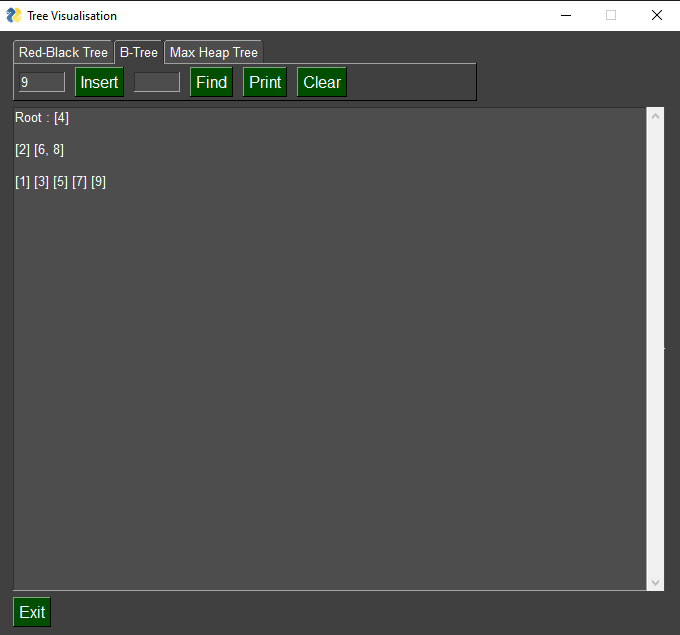 Tree Visualisation
Red-Black Tree B-Tree Max Heap Tree
9 Insert Find Print Clear
Root : [4]
[2] [6, 8]
[1] [3] [5] [7] [9]
Exit